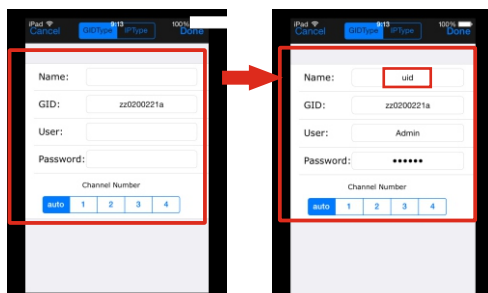 iPad 9:13 100%
Cancel GIDType IPType Done
Name:
GID: zz0200221a
User:
Password:
Channel Number
auto 1 2 3 4
iPad 9:13 100%
Cancel GIDType IPType Done
Name: uid
GID: zz0200221a
User: Admin
Password: ••••••
Channel Number
auto 1 2 3 4